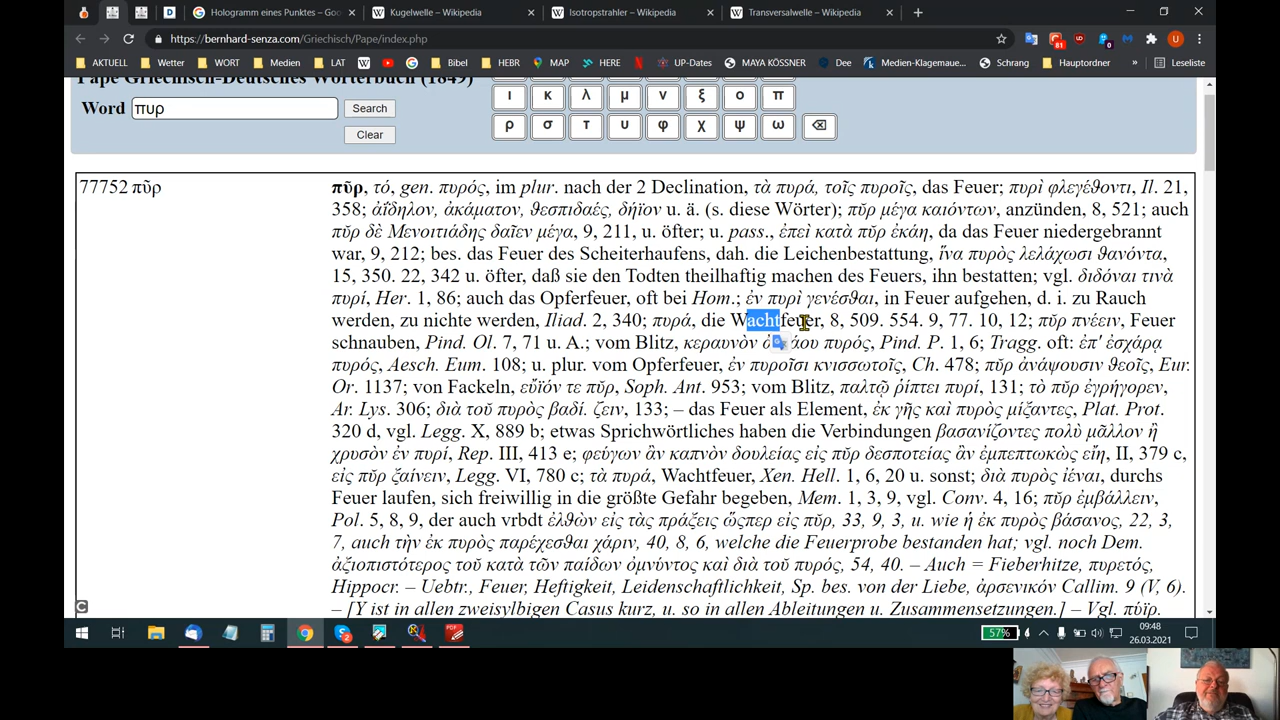 Hologramm eines Punktes – Goo
Kugelwelle – Wikipedia
Isotropstrahler – Wikipedia
Transversalwelle – Wikipedia
https://bernhard-senza.com/Griechisch/Pape/index.php
AKTUELL
Wetter
WORT
Medien
LAT
Bibel
HEBR
MAP
HERE
UP-Dates
MAYA KÖSSNER
Deem
Medien-Klagemaue...
Schrang
Hauptordner
»
Leseliste
Pape Griechisch-Deutsches Wörterbuch (1849)
Word πυρ Search
Clear
ι κ λ μ ν ξ ο π
ρ σ τ υ φ χ ψ ω
77752 πῦρ
πῦρ, τό, gen. πυρός, im plur. nach der 2 Declination, τὰ πυρά, τοῖς πυροῖς, das Feuer; πυρὶ φλεγέθοντι, Il. 21,
358; ἀΐδηλον, ἀκάματον, θεσπιδαές, δήϊον u. ä. (s. diese Wörter); πῦρ μέγα καιόντων, anzünden, 8, 521; auch
πῦρ δὲ Μενοιτιάδης δαῖεν μέγα, 9, 211, u. öfter; u. pass., ἐπεὶ κατὰ πῦρ ἐκάη, da das Feuer niedergebrannt
war, 9, 212; bes. das Feuer des Scheiterhaufens, dah. die Leichenbestattung, ἵνα πυρὸς λελάχωσι θανόντα,
15, 350. 22, 342 u. öfter, daß sie den Todten theilhaftig machen des Feuers, ihn bestatten; vgl. διδόναι τινὰ
πυρί, Her. 1, 86; auch das Opferfeuer, oft bei Hom.; ἐν πυρὶ γενέσθαι, in Feuer aufgehen, d. i. zu Rauch
werden, zu nichte werden, Iliad. 2, 340; πυρά, die Wachtfeuer, 8, 509. 554. 9, 77. 10, 12; πῦρ πνέειν, Feuer
schnauben, Pind. Ol. 7, 71 u. A.; vom Blitz, κεραυνὸν άου πυρός, Pind. P. 1, 6; Tragg. oft: ἐπ' ἐσχάρᾳ
πυρός, Aesch. Eum. 108; u. plur. vom Opferfeuer, ἐν πυροῖσι κνισσωτοῖς, Ch. 478; πῦρ ἀνάψουσιν θεοῖς, Eur.
Or. 1137; von Fackeln, εὔϊόν τε πῦρ, Soph. Ant. 953; vom Blitz, παλτῷ ῥίπτει πυρί, 131; τὸ πῦρ ἐγρήγορεν,
Ar. Lys. 306; διὰ τοῦ πυρὸς βαδί. ζειν, 133; – das Feuer als Element, ἐκ γῆς καὶ πυρὸς μίξαντες, Plat. Prot.
320 d, vgl. Legg. X, 889 b; etwas Sprichwörtliches haben die Verbindungen βασανίζοντες πολὺ μᾶλλον ἢ
χρυσὸν ἐν πυρί, Rep. III, 413 e; φεύγων ἂν καπνὸν δουλείας εἰς πῦρ δεσποτείας ἂν ἐμπεπτωκὼς εἴη, II, 379 c,
εἰς πῦρ ξαίνειν, Legg. VI, 780 c; τὰ πυρά, Wachtfeuer, Xen. Hell. 1, 6, 20 u. sonst; διὰ πυρὸς ἰέναι, durchs
Feuer laufen, sich freiwillig in die größte Gefahr begeben, Mem. 1, 3, 9, vgl. Conv. 4, 16; πῦρ ἐμβάλλειν,
Pol. 5, 8, 9, der auch vrbdt ἐλθὼν εἰς τὰς πράξεις ὥςπερ εἰς πῦρ, 33, 9, 3, u. wie ἡ ἐκ πυρὸς βάσανος, 22, 3,
7, auch τὴν ἐκ πυρὸς παρέχεσθαι χάριν, 40, 8, 6, welche die Feuerprobe bestanden hat; vgl. noch Dem.
ἀξιοπιστότερος τοῦ κατὰ τῶν παίδων ὀμνύντος καὶ διὰ τοῦ πυρός, 54, 40. – Auch = Fieberhitze, πυρετός,
Hippocr. – Uebtr., Feuer, Heftigkeit, Leidenschaftlichkeit, Sp. bes. von der Liebe, ἀρσενικόν Callim. 9 (V, 6).
– [Υ ist in allen zweisylbigen Casus kurz, u. so in allen Ableitungen u. Zusammensetzungen.] – Vgl. πύϊρ.
57%
09:48
26.03.2021